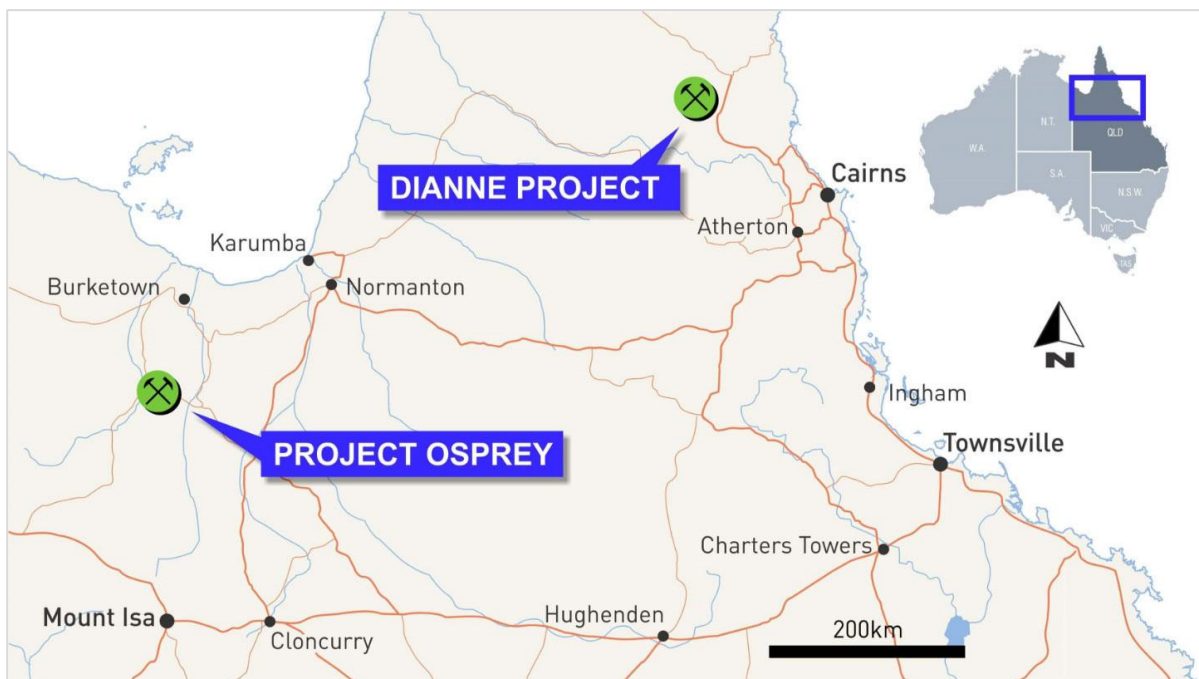 DIANNE PROJECT
Cairns
Atherton
Karumba
Burketown
Normanton
Ingham
PROJECT OSPREY
Townsville
Charters Towers
Mount Isa
Cloncurry
Hughenden
200km
W.A.
N.T.
QLD
S.A.
N.S.W.
VIC
TAS
N